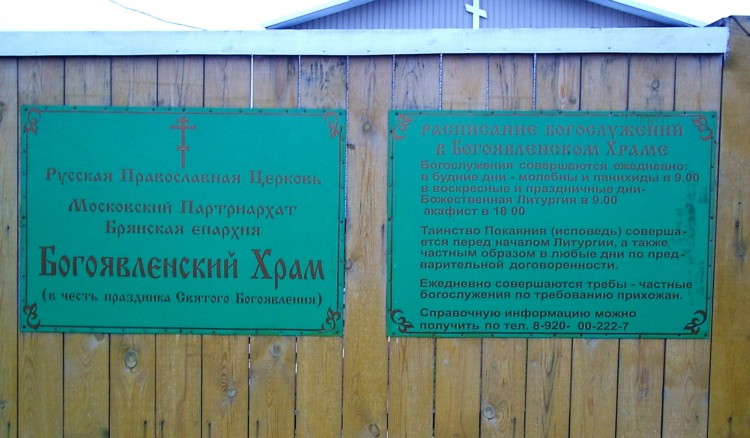 Русская Православная Церковь
Московский Партриархат
Брянская епархия
Богоявленский Храм
(в честь праздника Святого Богоявления)
РАСПИСАНИЕ БОГОСЛУЖЕНИЙ
в Богоявленском Храме
Богослужения совершаются ежедневно:
в будние дни - молебны и панихиды в 9.00
в воскресные и праздничные дни-
Божественная Литургия в 9.00
акафист в 18 00
Таинство Покаяния (исповедь) соверша-
ется перед началом Литургии, а также
частным образом в любые дни по пред-
варительной договоренности.
Ежедневно совершаются требы - частные
богослужения по требованию прихожан.
Справочную информацию можно
получить по тел. 8-920- 00-222-7